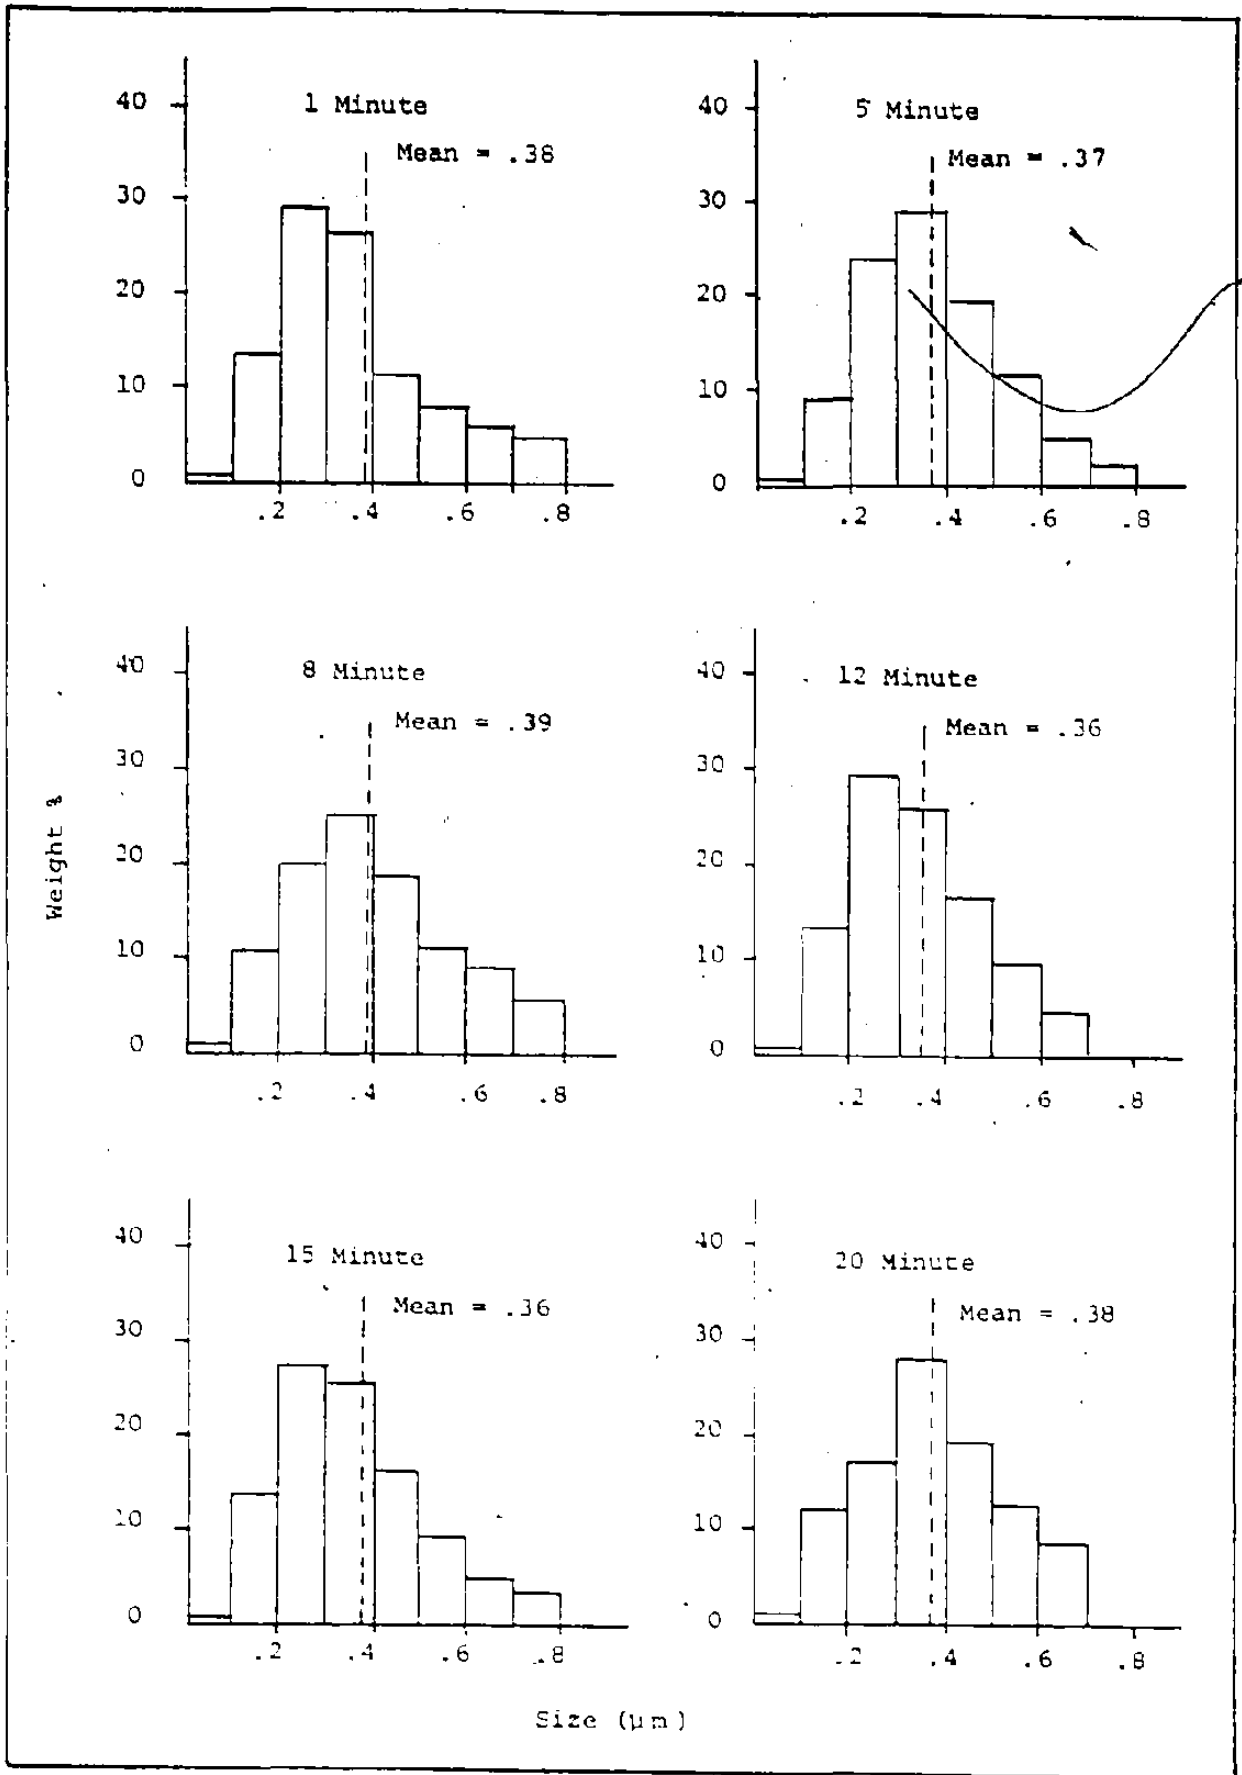 40
1 Minute
Mean = .38
30
20
10
0
.2 .4 .6 .8
40
5 Minute
Mean = .37
30
20
10
0
.2 .4 .6 .8
Weight %
40
8 Minute
Mean = .39
30
20
10
0
.2 .4 .6 .8
40
12 Minute
Mean = .36
30
20
10
0
.2 .4 .6 .8
40
15 Minute
Mean = .36
30
20
10
0
.2 .4 .6 .8
40
20 Minute
Mean = .38
30
20
10
0
.2 .4 .6 .8
Size (µm)